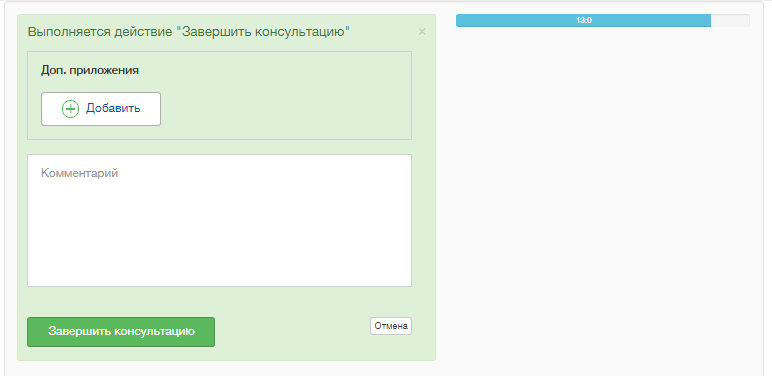 Выполняется действие "Завершить консультацию"
×
13:0
Доп. приложения
Добавить
Комментарий
Завершить консультацию
Отмена